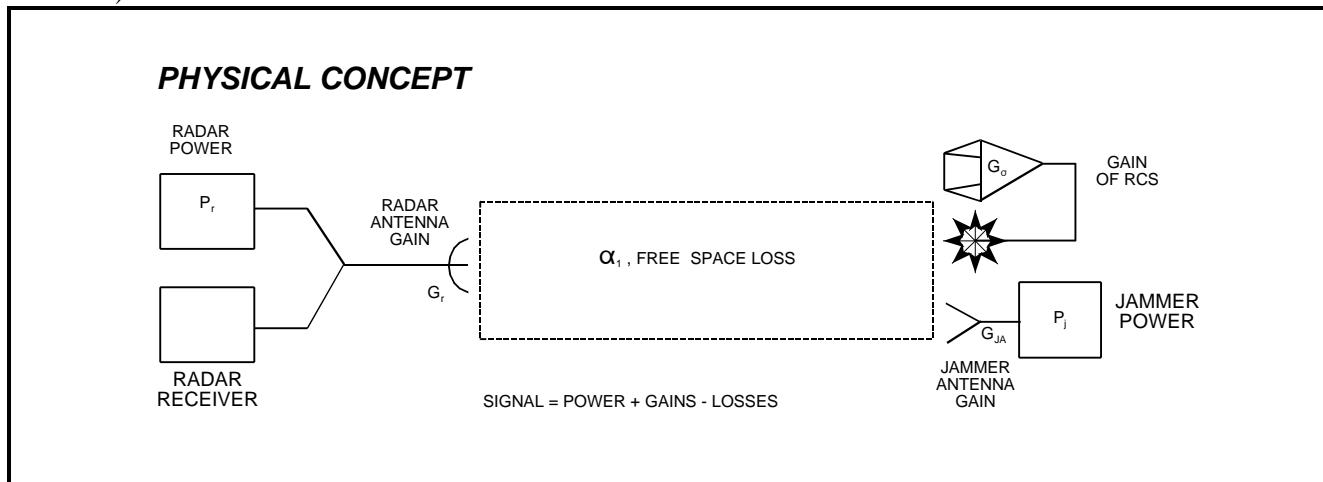 PHYSICAL CONCEPT
RADAR
POWER
Pr
RADAR
ANTENNA
GAIN
Gr
RADAR
RECEIVER
α1 , FREE SPACE LOSS
SIGNAL = POWER + GAINS - LOSSES
Gσ
GAIN
OF RCS
Pj
JAMMER
POWER
GJA
JAMMER
ANTENNA
GAIN